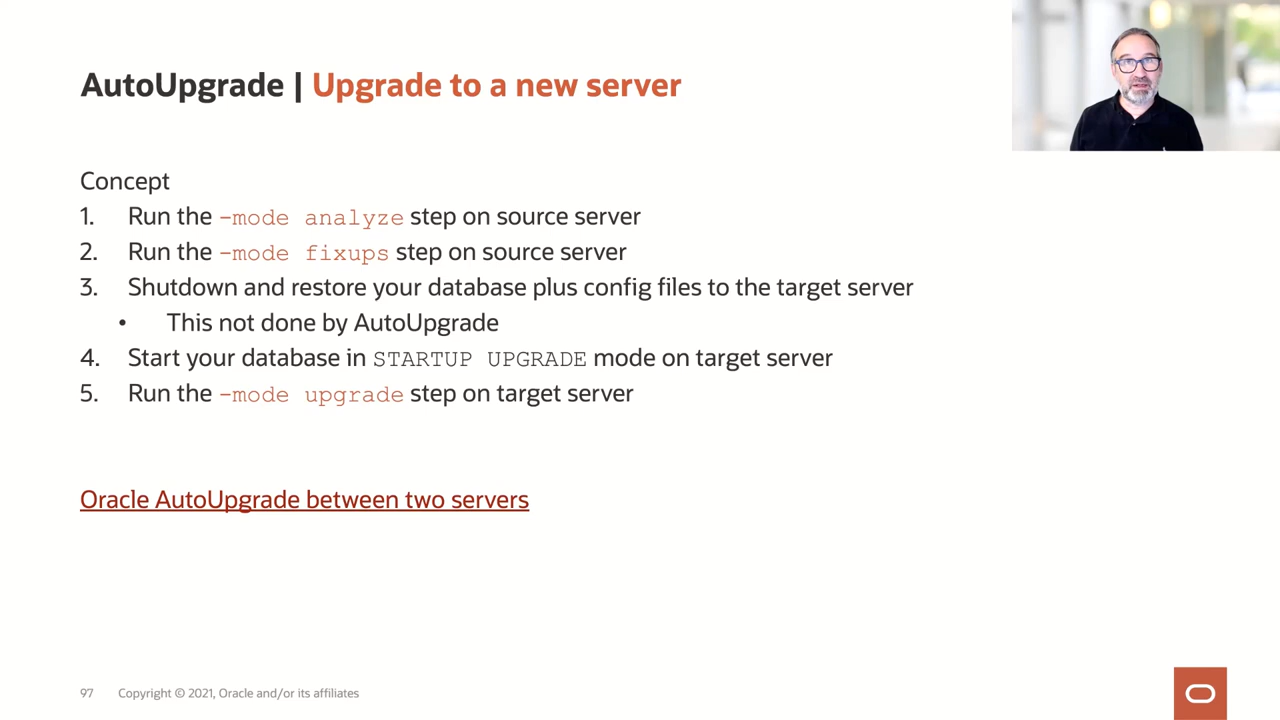 AutoUpgrade | Upgrade to a new server
Concept
1. Run the -mode analyze step on source server
2. Run the -mode fixups step on source server
3. Shutdown and restore your database plus config files to the target server
• This not done by AutoUpgrade
4. Start your database in STARTUP UPGRADE mode on target server
5. Run the -mode upgrade step on target server
Oracle AutoUpgrade between two servers
97 Copyright © 2021, Oracle and/or its affiliates